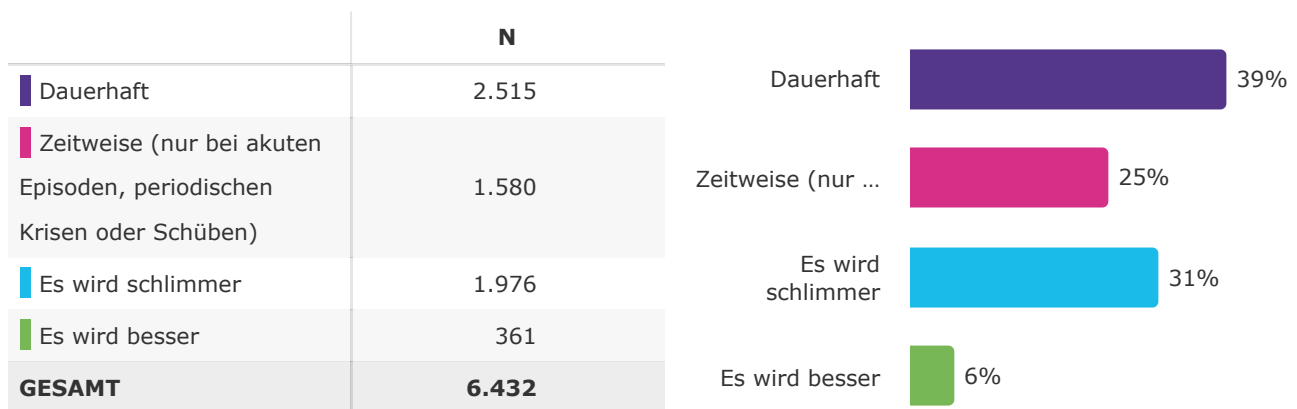 N
Dauerhaft 2.515
Zeitweise (nur bei akuten
Episoden, periodischen 1.580
Krisen oder Schüben)
Es wird schlimmer 1.976
Es wird besser 361
GESAMT 6.432
Dauerhaft 39%
Zeitweise (nur ... 25%
Es wird
schlimmer 31%
Es wird besser 6%